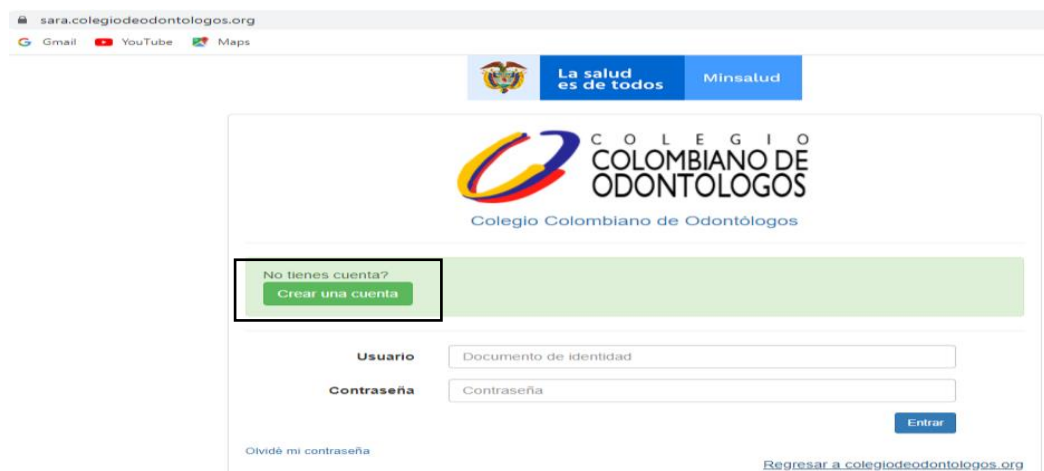 sara.colegiodeodontologos.org
Gmail YouTube Maps
La salud
es de todos
Minsalud
COLEGIO
COLOMBIANO DE
ODONTOLOGOS
Colegio Colombiano de Odontólogos
No tienes cuenta?
Crear una cuenta
Usuario Documento de identidad
Contraseña Contraseña
Entrar
Olvidé mi contraseña
Regresar a colegiodeodontologos.org